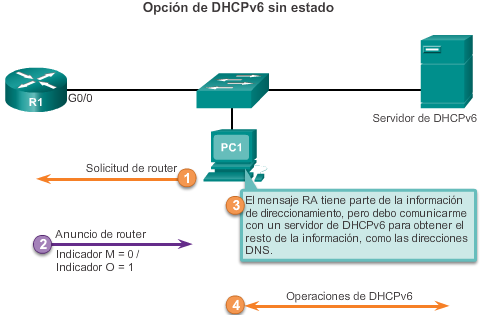 Opción de DHCPv6 sin estado
R1
G0/0
Servidor de DHCPv6
PC1
Solicitud de router
1
3
El mensaje RA tiene parte de la información
de direccionamiento, pero debo comunicarme
con un servidor de DHCPv6 para obtener el
resto de la información, como las direcciones
DNS.
2
Anuncio de router
Indicador M = 0 /
Indicador O = 1
4
Operaciones de DHCPv6